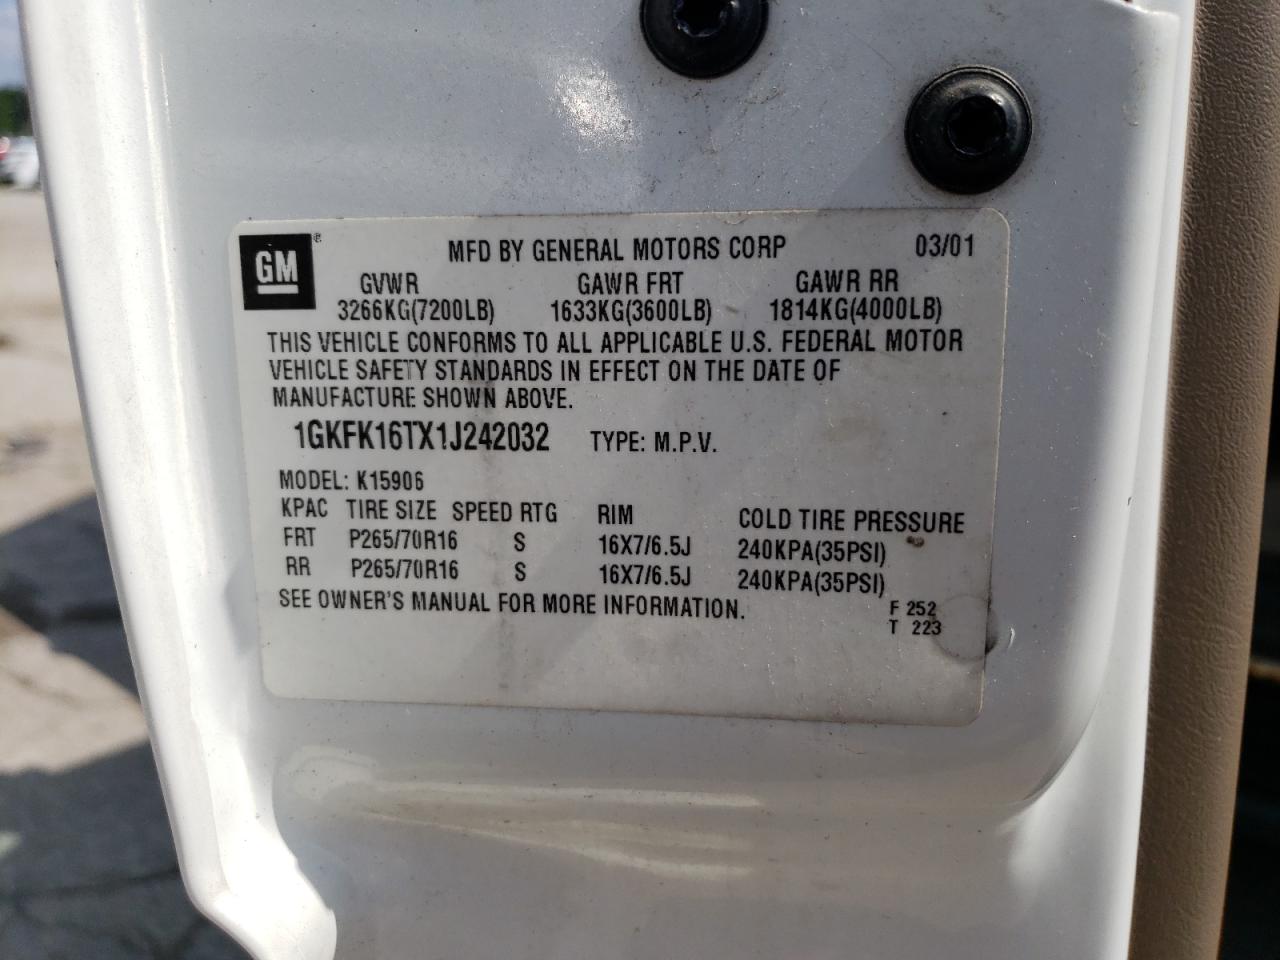 GM ® MFD BY GENERAL MOTORS CORP 03/01
GVWR GAWR FRT GAWR RR
3266KG(7200LB) 1633KG(3600LB) 1814KG(4000LB)
THIS VEHICLE CONFORMS TO ALL APPLICABLE U.S. FEDERAL MOTOR
VEHICLE SAFETY STANDARDS IN EFFECT ON THE DATE OF
MANUFACTURE SHOWN ABOVE.
1GKFK16TX1J242032 TYPE: M.P.V.
MODEL: K15906
KPAC TIRE SIZE SPEED RTG RIM COLD TIRE PRESSURE
FRT P265/70R16 S 16X7/6.5J 240KPA(35PSI)
RR P265/70R16 S 16X7/6.5J 240KPA(35PSI)
SEE OWNER'S MANUAL FOR MORE INFORMATION.
F 252
T 223